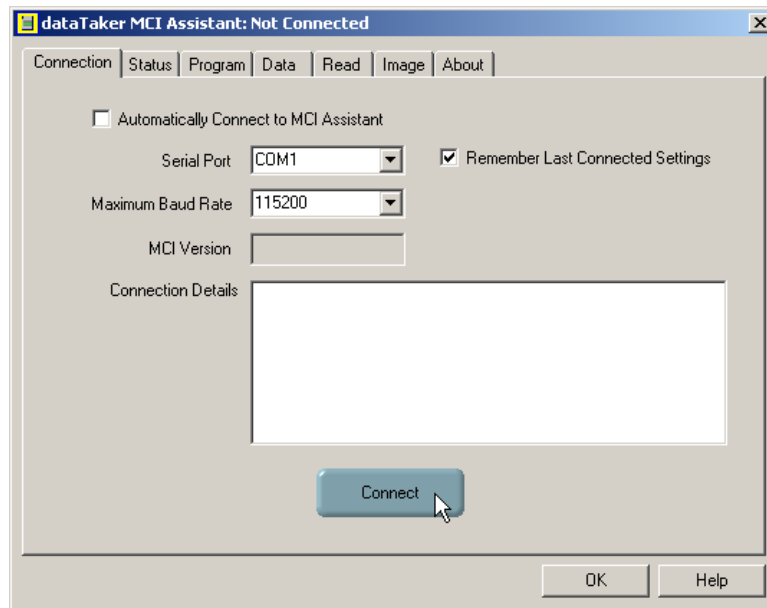 dataTaker MCI Assistant: Not Connected
Connection Status Program Data Read Image About
Automatically Connect to MCI Assistant
Serial Port COM1 Remember Last Connected Settings
Maximum Baud Rate 115200
MCI Version
Connection Details
Connect
OK Help